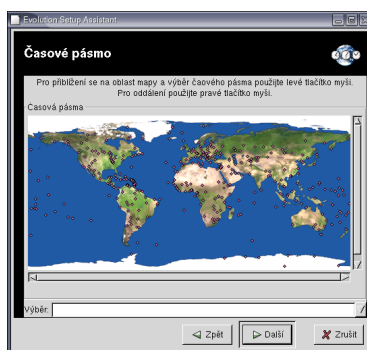 Evolution Setup Assistant
Časové pásmo
Pro přiblížení se na oblast mapy a výběr čaového pásma použijte levé tlačítko myši.
Pro oddálení použijte pravé tlačítko myši.
Časová pásma
Výběr:
Zpět
Další
Zrušit